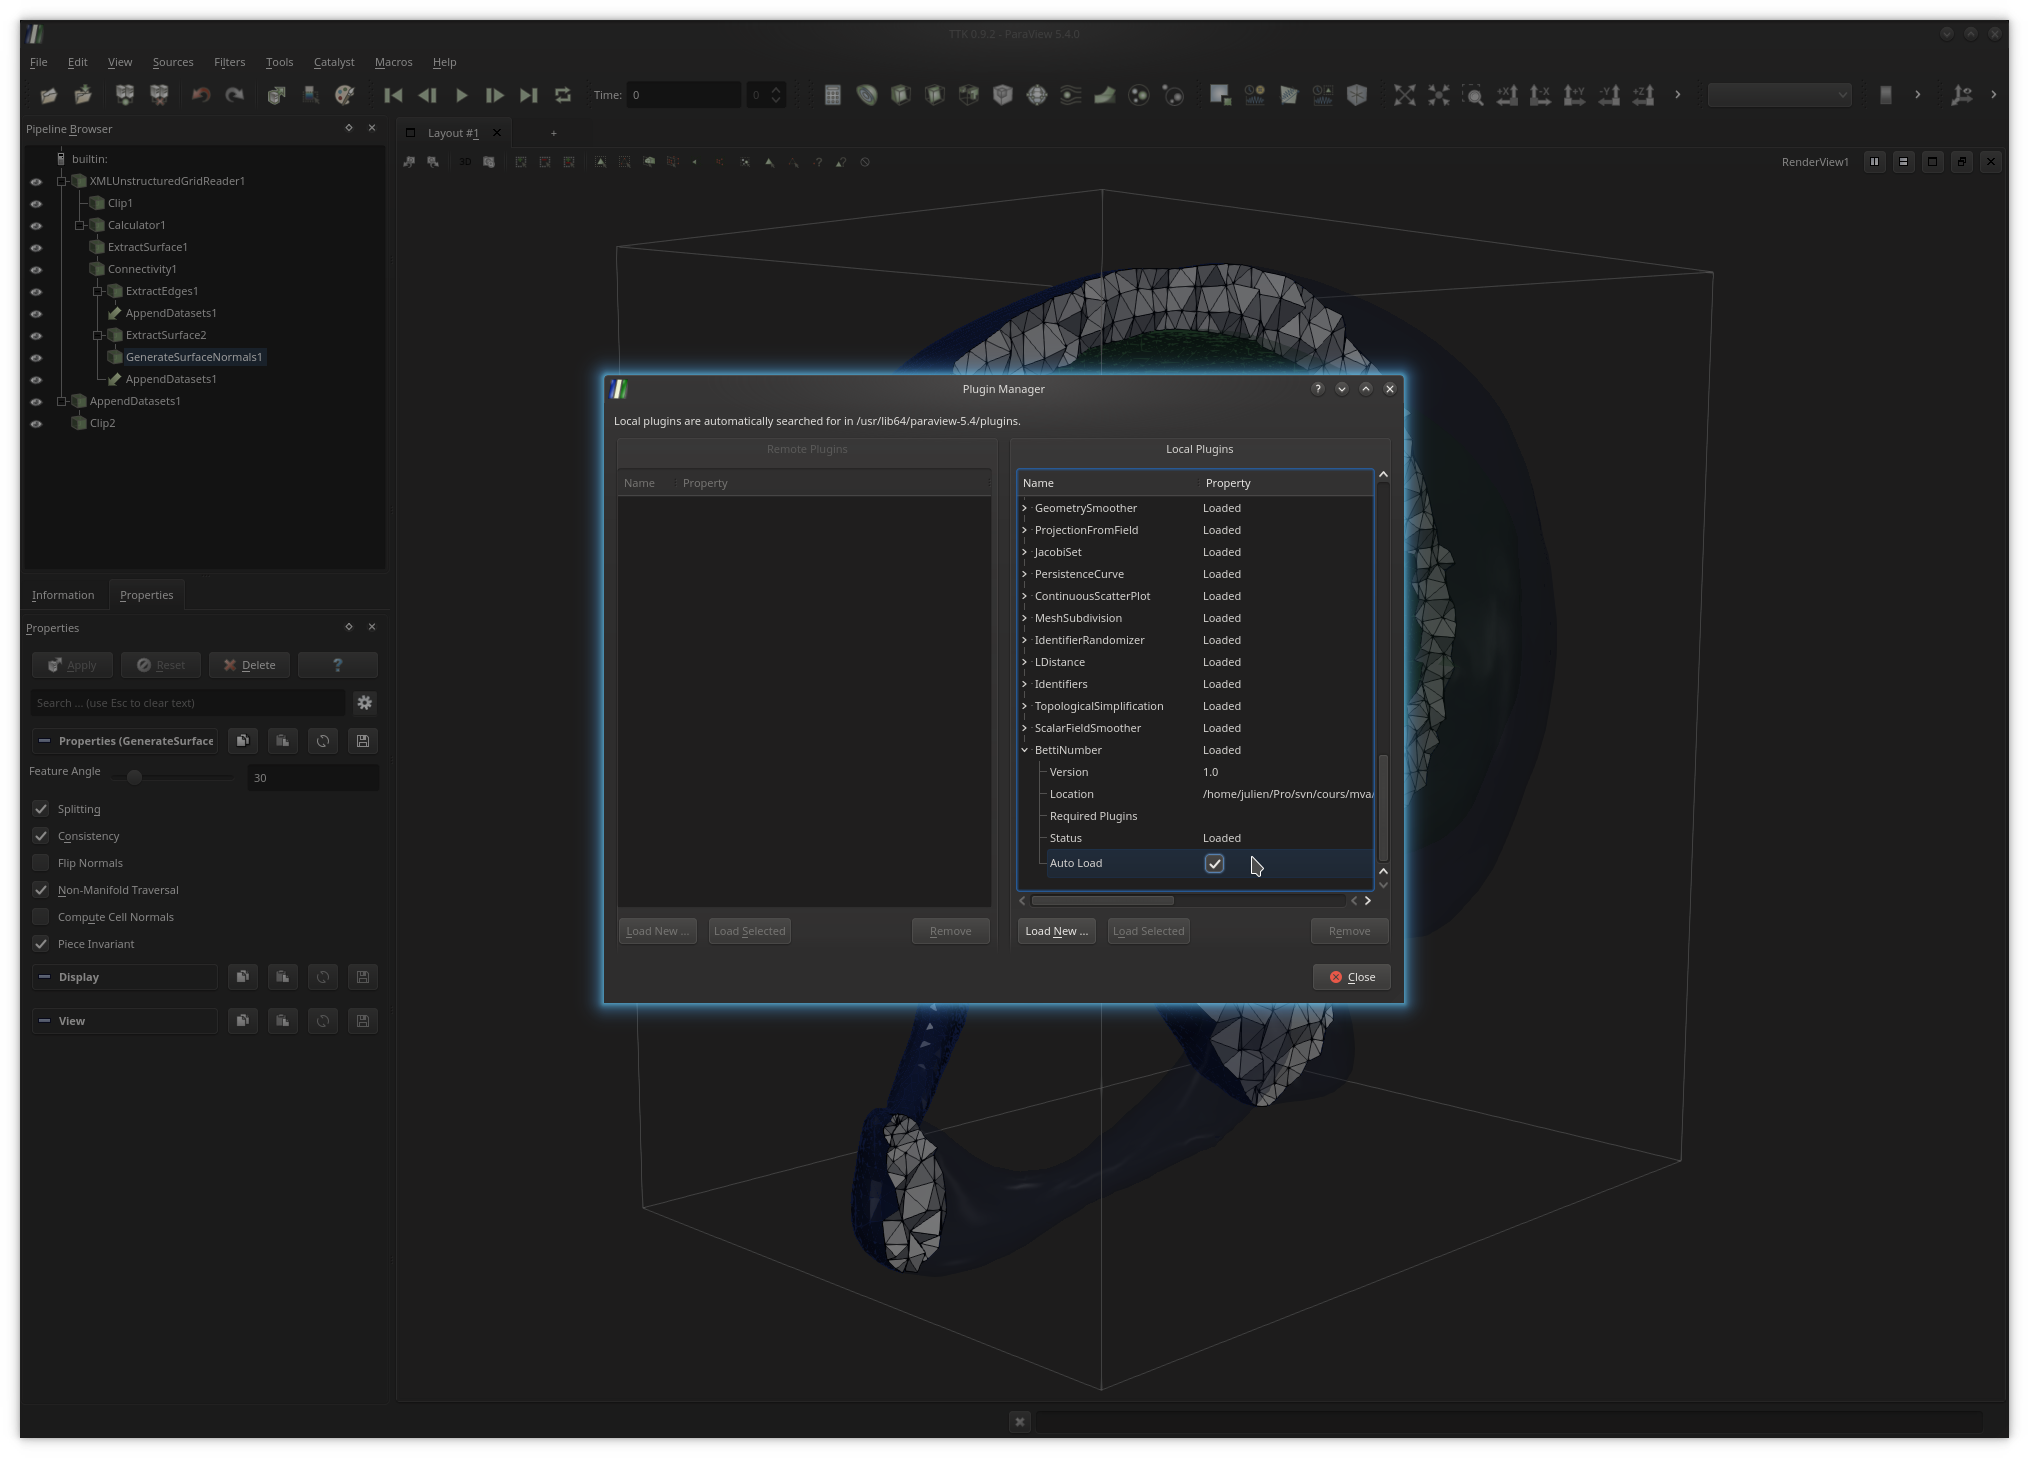 TTK 0.9.2 - ParaView 5.4.0
File Edit View Sources Filters Tools Catalyst Macros Help
Time: 0 0
+X -X +Y -Y +Z
Pipeline Browser
builtin:
XMLUnstructuredGridReader1
Clip1
Calculator1
ExtractSurface1
Connectivity1
ExtractEdges1
AppendDatasets1
ExtractSurface2
GenerateSurfaceNormals1
AppendDatasets1
AppendDatasets1
Clip2
Information Properties
Properties
Apply Reset Delete ?
Search ... (use Esc to clear text)
Properties (GenerateSurface
Feature Angle 30
Splitting
Consistency
Flip Normals
Non-Manifold Traversal
Compute Cell Normals
Piece Invariant
Display
View
Layout #1 +
3D
RenderView1
Plugin Manager
Local plugins are automatically searched for in /usr/lib64/paraview-5.4/plugins.
Remote Plugins
Name Property
Load New ... Load Selected Remove
Local Plugins
Name Property
GeometrySmoother Loaded
ProjectionFromField Loaded
JacobiSet Loaded
PersistenceCurve Loaded
ContinuousScatterPlot Loaded
MeshSubdivision Loaded
IdentifierRandomizer Loaded
LDistance Loaded
Identifiers Loaded
TopologicalSimplification Loaded
ScalarFieldSmoother Loaded
BettiNumber Loaded
Version 1.0
Location /home/julien/Pro/svn/cours/mva/
Required Plugins
Status Loaded
Auto Load
Load New ... Load Selected Remove
Close